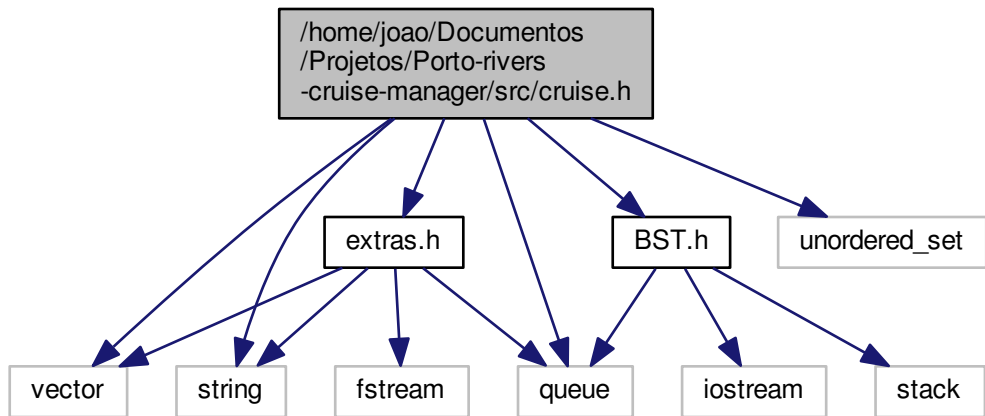 /home/joao/Documentos
/Projetos/Porto-rivers
-cruise-manager/src/cruise.h
extras.h
BST.h
unordered_set
vector
string
fstream
queue
iostream
stack